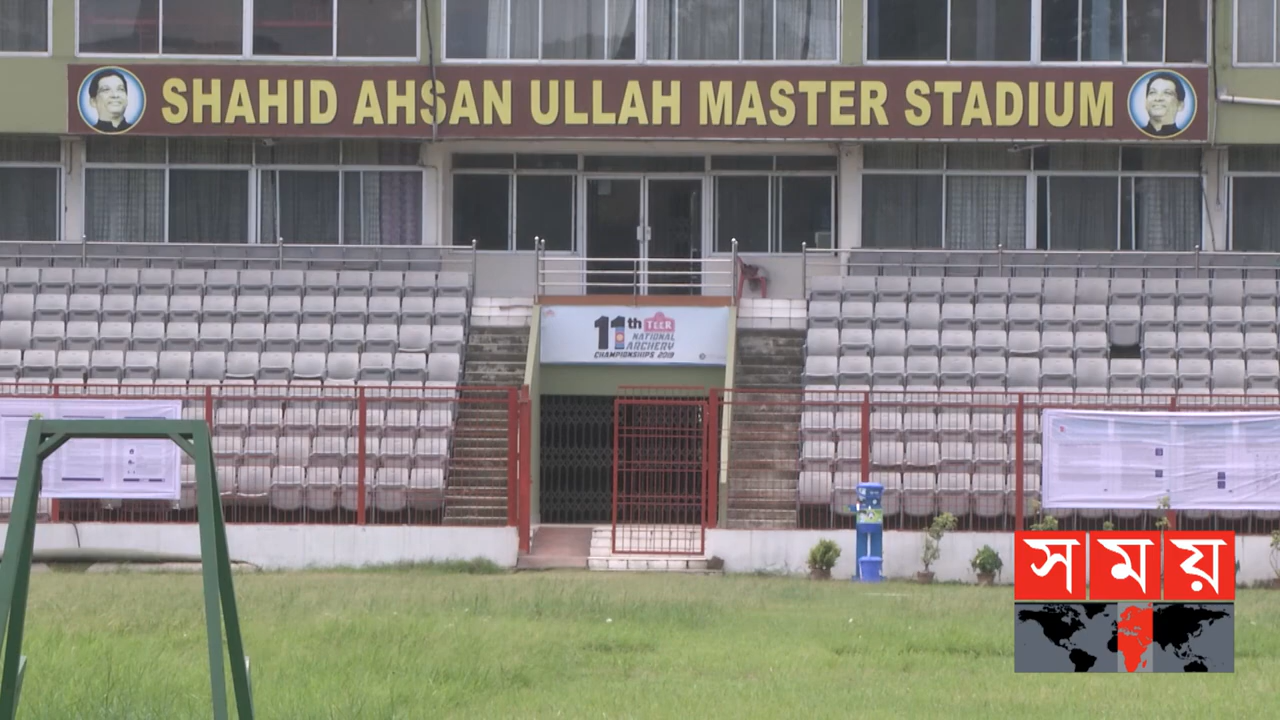 SHAHID AHSAN ULLAH MASTER STADIUM
11th TEER
NATIONAL
ARCHERY
CHAMPIONSHIPS 2019
সময়